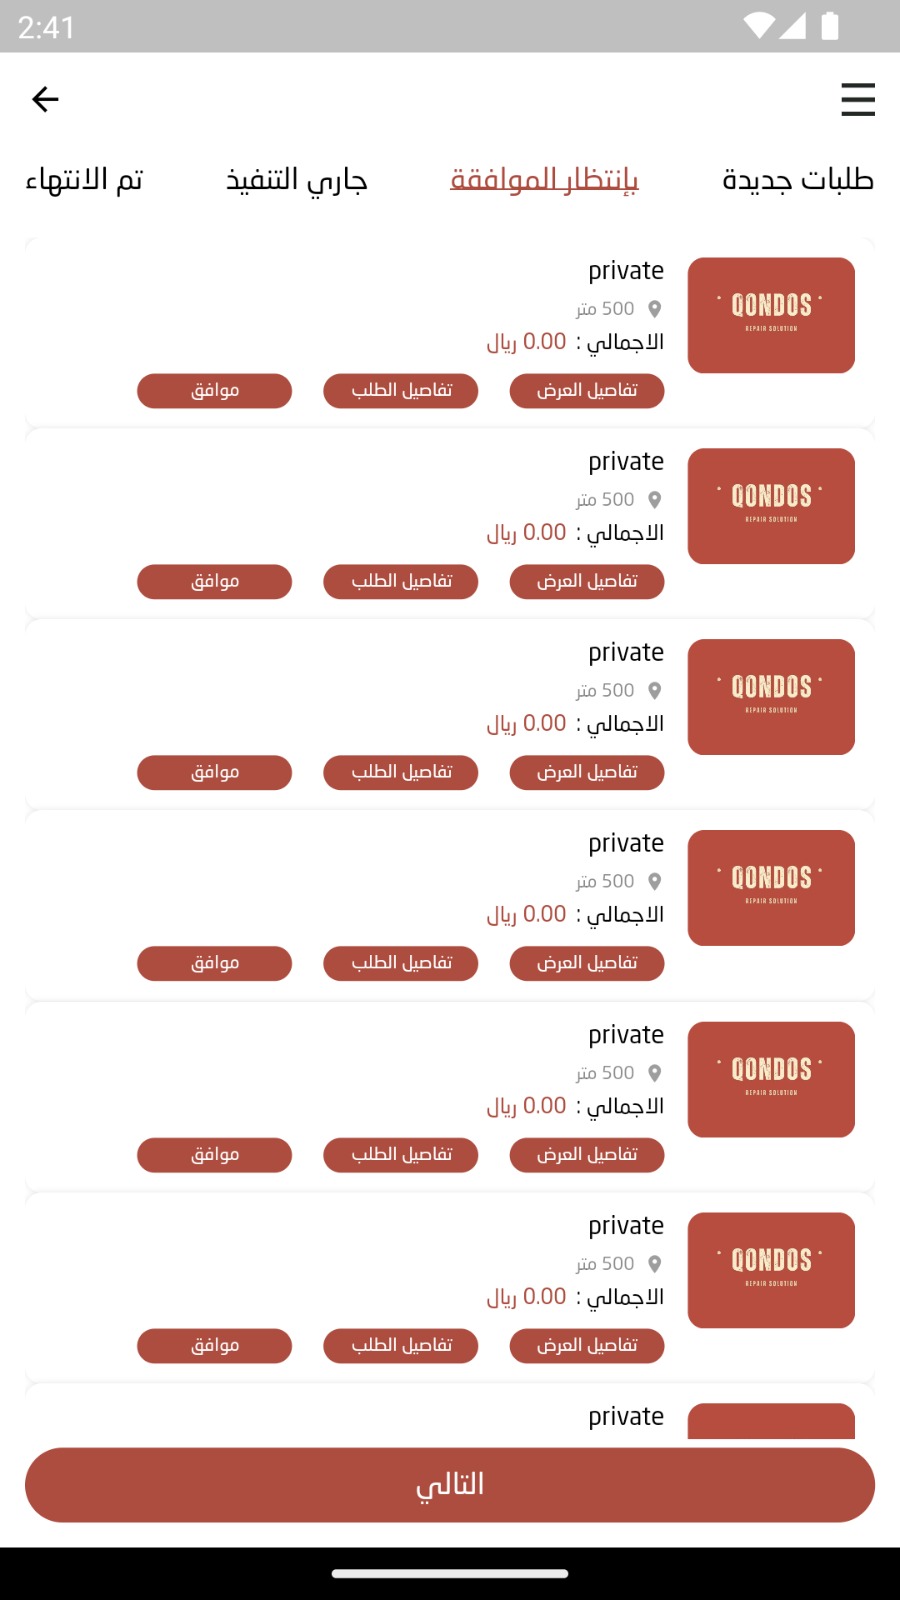 2:41
طلبات جديدة
بإنتظار الموافقة
جاري التنفيذ
تم الانتهاء
QONDOS
REPAIR SOLUTION
private
500 متر
الاجمالي : 0.00 ريال
تفاصيل العرض
تفاصيل الطلب
موافق
QONDOS
REPAIR SOLUTION
private
500 متر
الاجمالي : 0.00 ريال
تفاصيل العرض
تفاصيل الطلب
موافق
QONDOS
REPAIR SOLUTION
private
500 متر
الاجمالي : 0.00 ريال
تفاصيل العرض
تفاصيل الطلب
موافق
QONDOS
REPAIR SOLUTION
private
500 متر
الاجمالي : 0.00 ريال
تفاصيل العرض
تفاصيل الطلب
موافق
QONDOS
REPAIR SOLUTION
private
500 متر
الاجمالي : 0.00 ريال
تفاصيل العرض
تفاصيل الطلب
موافق
QONDOS
REPAIR SOLUTION
private
500 متر
الاجمالي : 0.00 ريال
تفاصيل العرض
تفاصيل الطلب
موافق
private
التالي